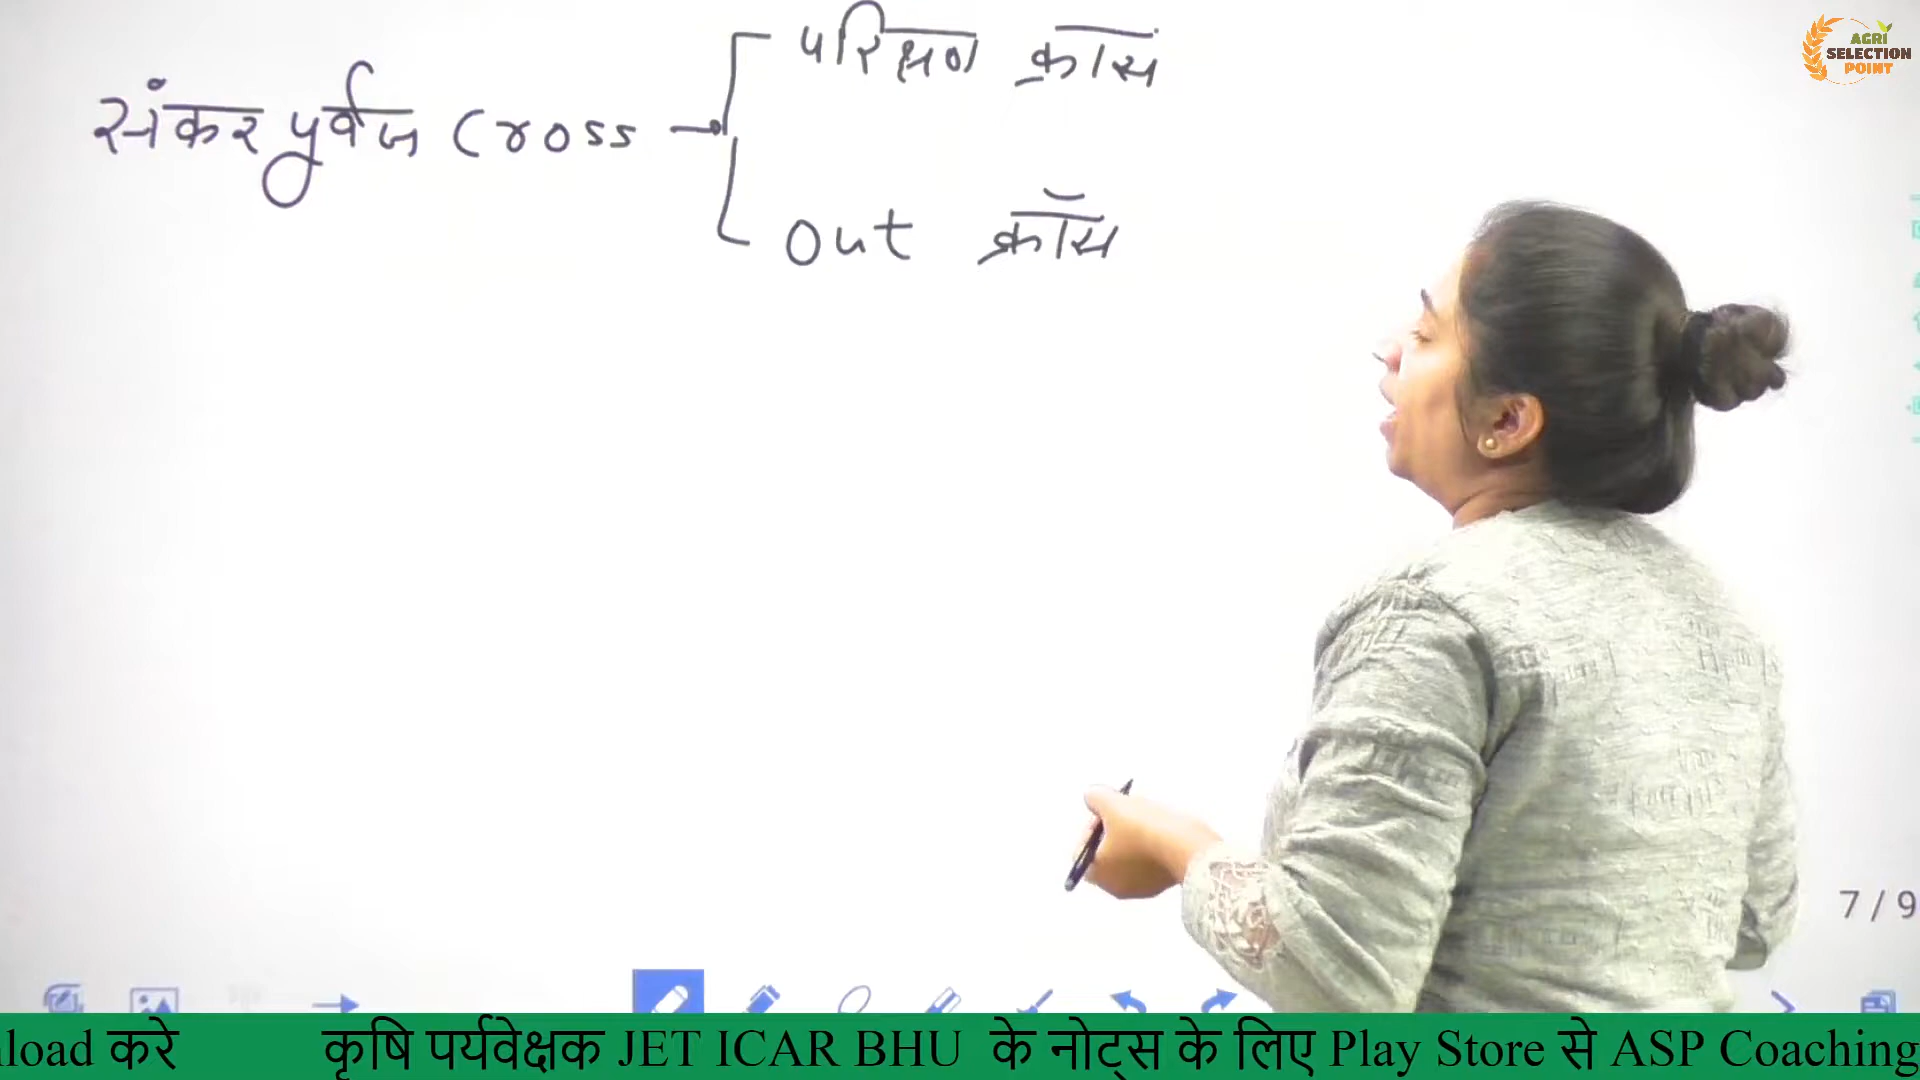 परिक्षण क्रास
संकर पूर्वज Cross
Out क्रॉस
AGRI
SELECTION
POINT
7 / 9
load करे कृषि पर्यवेक्षक JET ICAR BHU के नोट्स के लिए Play Store से ASP Coaching